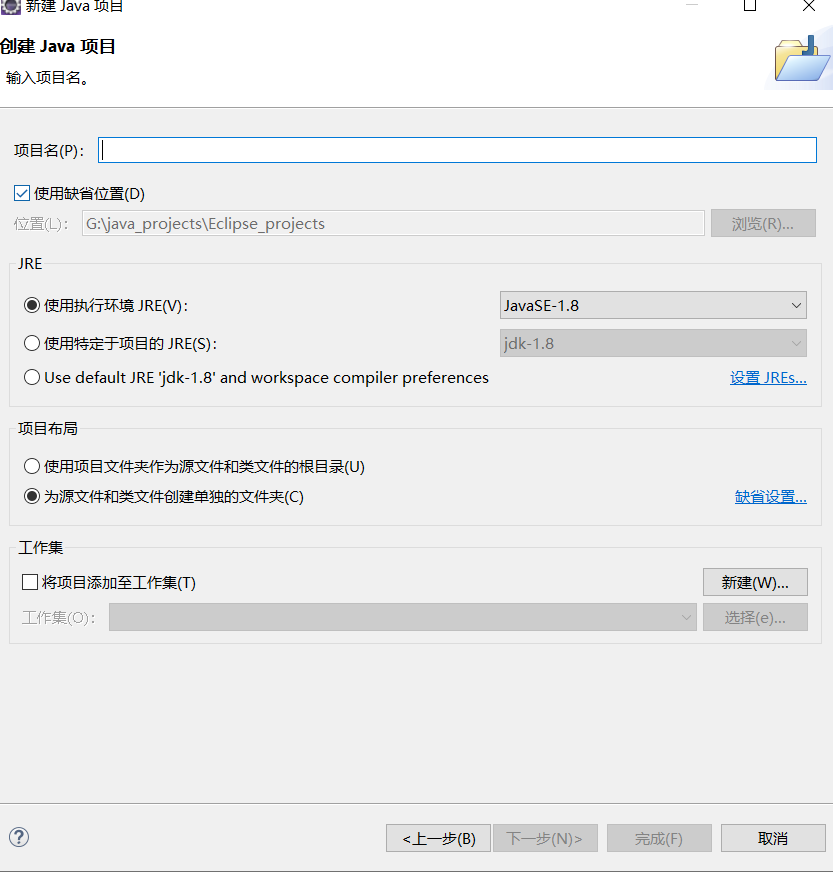 新建 Java 项目
创建 Java 项目
输入项目名。
项目名(P):
使用缺省位置(D)
位置(L): G:\java_projects\Eclipse_projects 浏览(R)...
JRE
使用执行环境 JRE(V): JavaSE-1.8
使用特定于项目的 JRE(S): jdk-1.8
Use default JRE 'jdk-1.8' and workspace compiler preferences 设置 JREs...
项目布局
使用项目文件夹作为源文件和类文件的根目录(U)
为源文件和类文件创建单独的文件夹(C) 缺省设置...
工作集
将项目添加至工作集(T) 新建(W)...
工作集(O): 选择(e)...
? <上一步(B) 下一步(N)> 完成(F) 取消